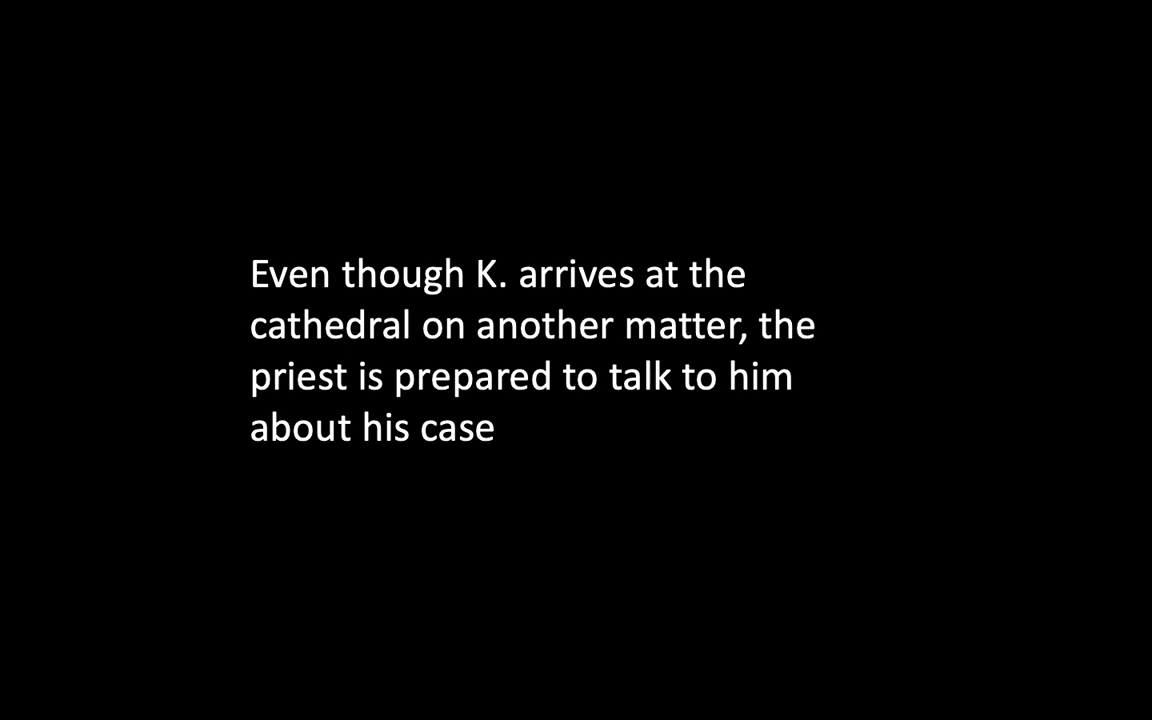 Even though K. arrives at the
cathedral on another matter, the
priest is prepared to talk to him
about his case